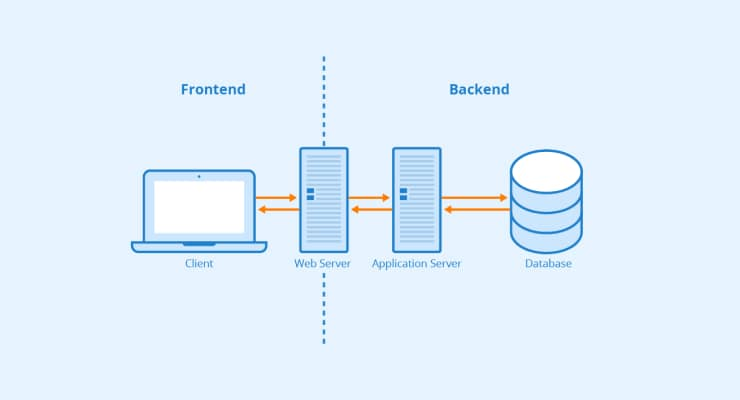 Frontend
Backend
Client
Web Server
Application Server
Database